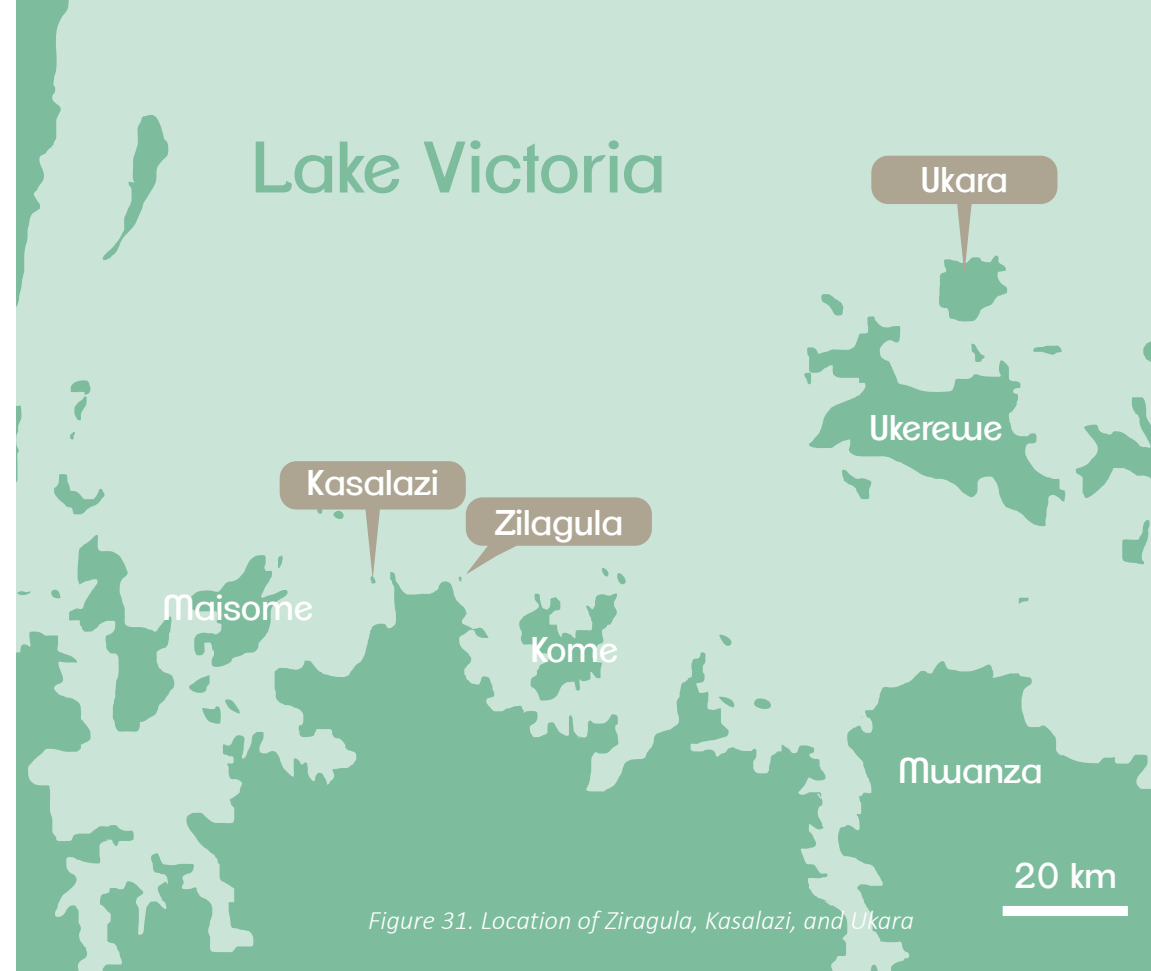 Lake Victoria
Ukara
Ukerewe
Kasalazi
Zilagula
Maisome
Kome
Mwanza
20 km
Figure 31. Location of Ziragula, Kasalazi, and Ukara